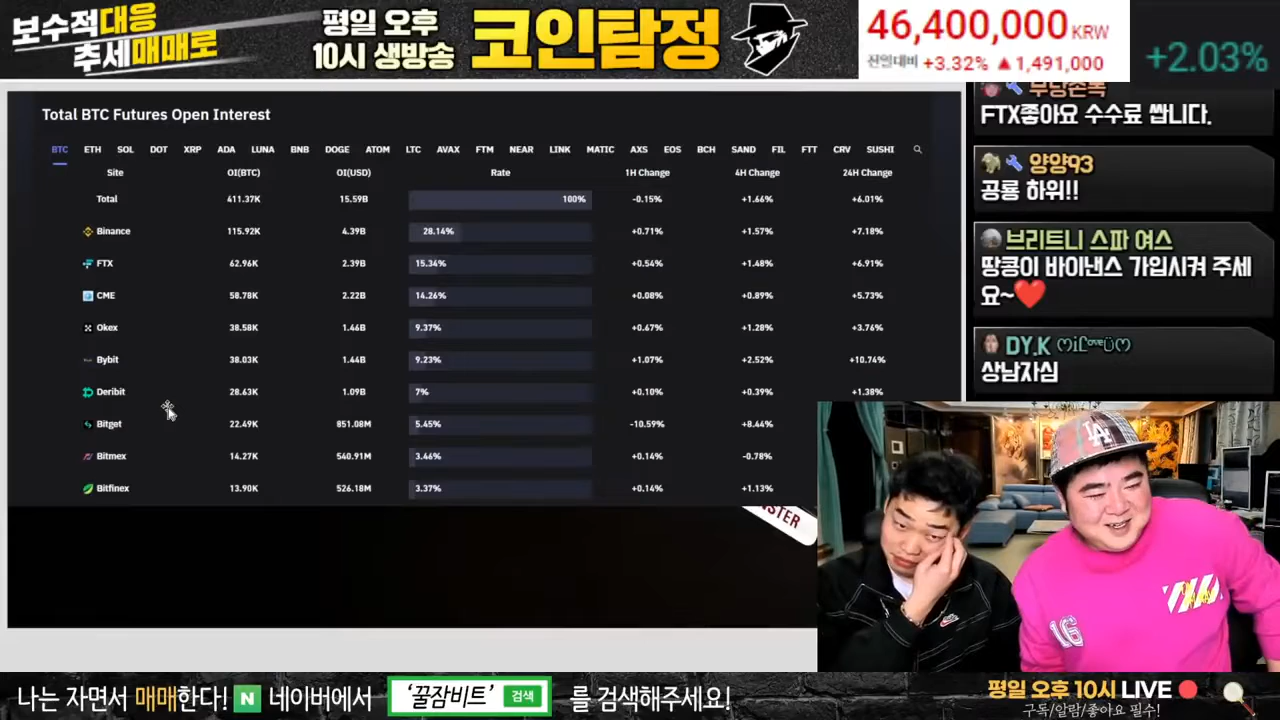 보수적대응
추세매매로
평일 오후
10시 생방송
코인탐정
46,400,000 KRW
전일대비 +3.32% ▲1,491,000
+2.03%
Total BTC Futures Open Interest
BTC ETH SOL DOT XRP ADA LUNA BNB DOGE ATOM LTC AVAX FTM NEAR LINK MATIC AXS EOS BCH SAND FIL FTT CRV SUSHI
Site OI(BTC) OI(USD) Rate 1H Change 4H Change 24H Change
Total 411.37K 15.59B 100% -0.15% +1.66% +6.01%
Binance 115.92K 4.39B 28.14% +0.71% +1.57% +7.18%
FTX 62.96K 2.39B 15.34% +0.54% +1.48% +6.91%
CME 58.78K 2.22B 14.26% +0.08% +0.89% +5.73%
Okex 38.58K 1.46B 9.37% +0.67% +1.28% +3.76%
Bybit 38.03K 1.44B 9.23% +1.07% +2.52% +10.74%
Deribit 28.63K 1.09B 7% +0.10% +0.39% +1.38%
Bitget 22.49K 851.08M 5.45% -10.59% +8.44%
Bitmex 14.27K 540.91M 3.46% +0.14% -0.78%
Bitfinex 13.90K 526.18M 3.37% +0.14% +1.13%
FTX좋아요 수수료 쌉니다.
양양93
공룡 하위!!
브리트니 스파 여스
땅콩이 바이낸스 가입시켜 주세
요~❤️
DY.K
상남자심
LA
16
나는 자면서 매매한다! N 네이버에서 '꿀잠비트' 검색 를 검색해주세요!
평일 오후 10시 LIVE
구독/알람/좋아요 필수!